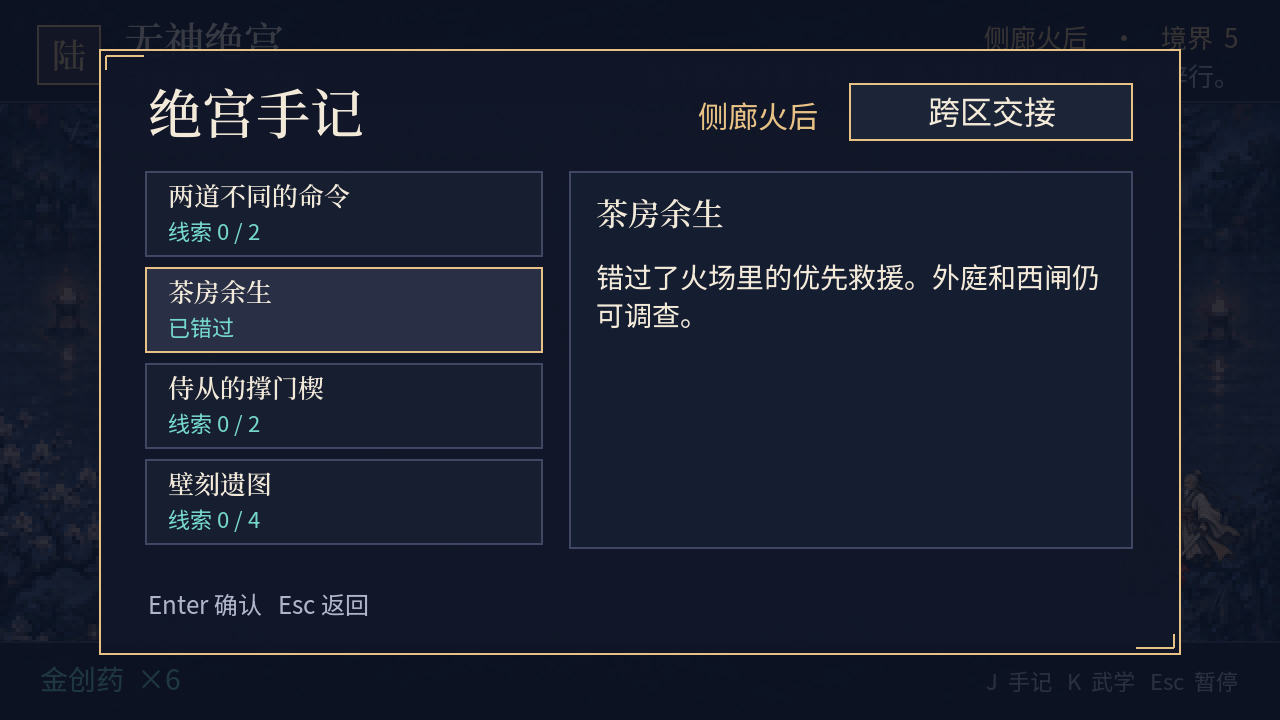 陆
无神绝宫
侧廊火后 • 境界 5
行。
绝宫手记
侧廊火后
跨区交接
两道不同的命令
线索 0 / 2
茶房余生
已错过
侍从的撑门楔
线索 0 / 2
壁刻遗图
线索 0 / 4
茶房余生
错过了火场里的优先救援。外庭和西闸仍
可调查。
Enter 确认 Esc 返回
金创药 ×6
J 手记 K 武学 Esc 暂停